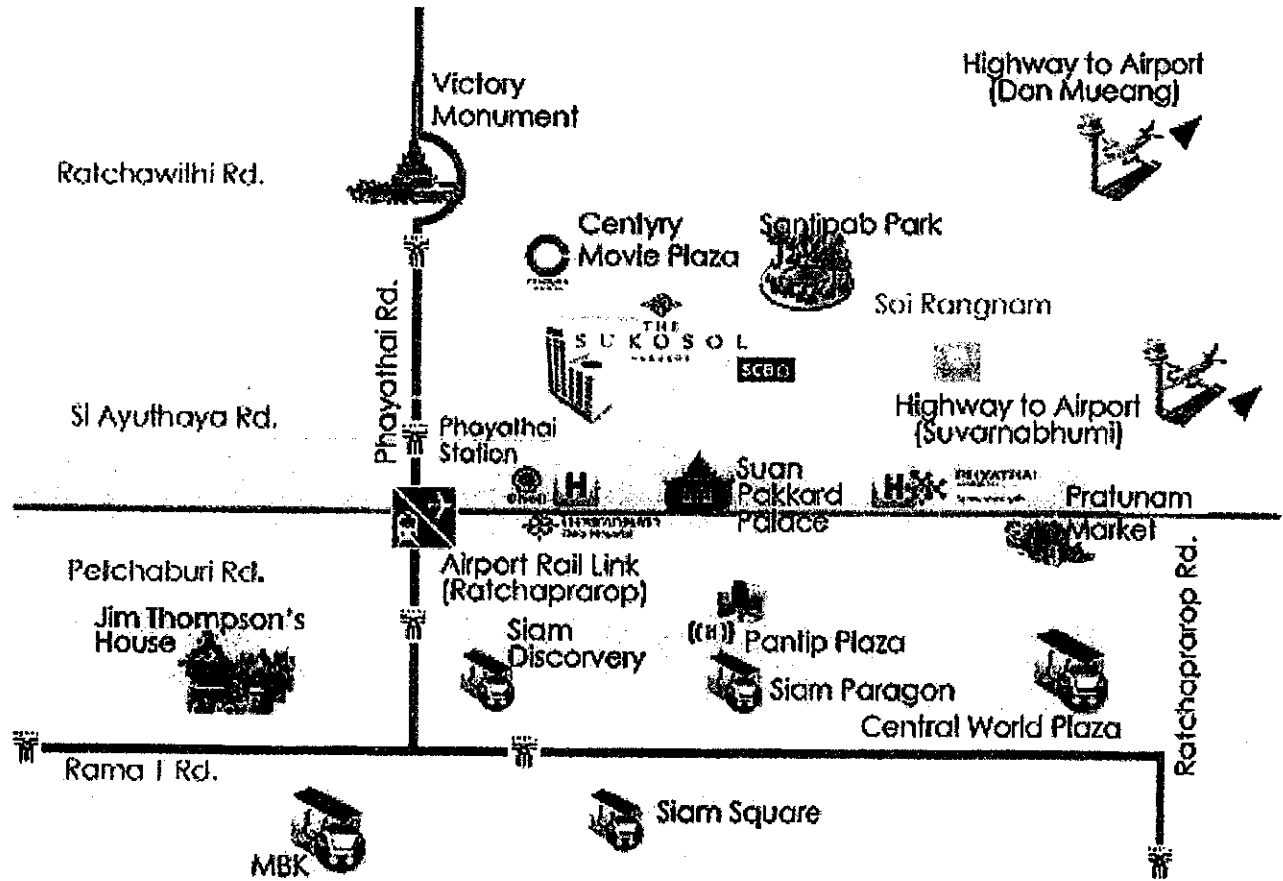 Victory
Monument
Highway to Airport
(Don Mueang)
Ratchawithi Rd.
Centyry
Movie Plaza
Santipab Park
Phayathai Rd.
Soi Rangnam
THE
SUKOSOL
SCB
Si Ayuthaya Rd.
Phayathai
Station
Highway to Airport
(Suvarnabhumi)
Shell
H
Suan
Pakkard
Palace
H
Pratunam
Market
Petchaburi Rd.
Airport Rail Link
(Ratchaprarop)
Ratchaprarop Rd.
Jim Thompson's
House
Siam
Discorvery
Pantip Plaza
Siam Paragon
Central World Plaza
Rama 1 Rd.
Siam Square
MBK